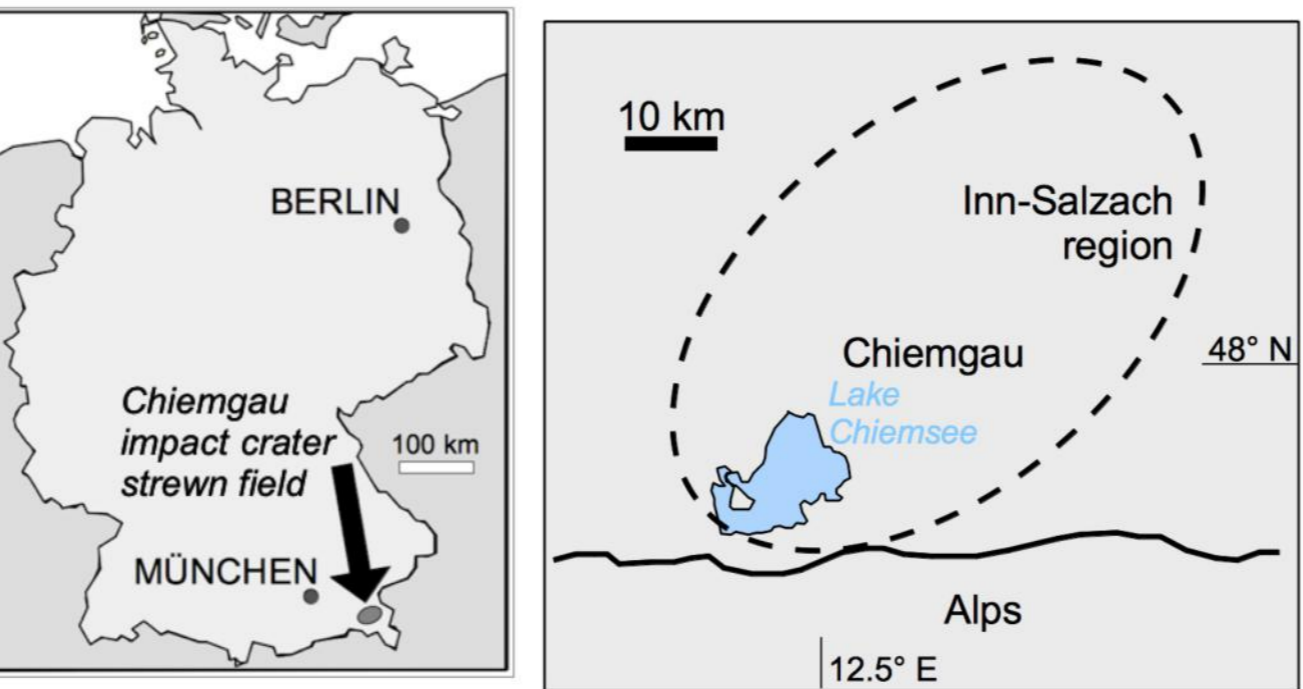 BERLIN
Chiemgau
impact crater
strewn field
100 km
MÜNCHEN
10 km
Inn-Salzach
region
Chiemgau
48° N
Lake
Chiemsee
Alps
12.5° E